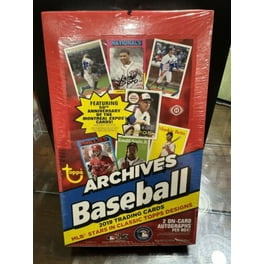 NATIONALS
FEATURING
50TH
ANNIVERSARY
OF THE
MONTREAL EXPOS
CARDS!
Topps
ARCHIVES
Baseball
2019 TRADING CARDS
MLB® STARS IN CLASSIC TOPPS DESIGNS
2 ON-CARD
AUTOGRAPHS
PER BOX!